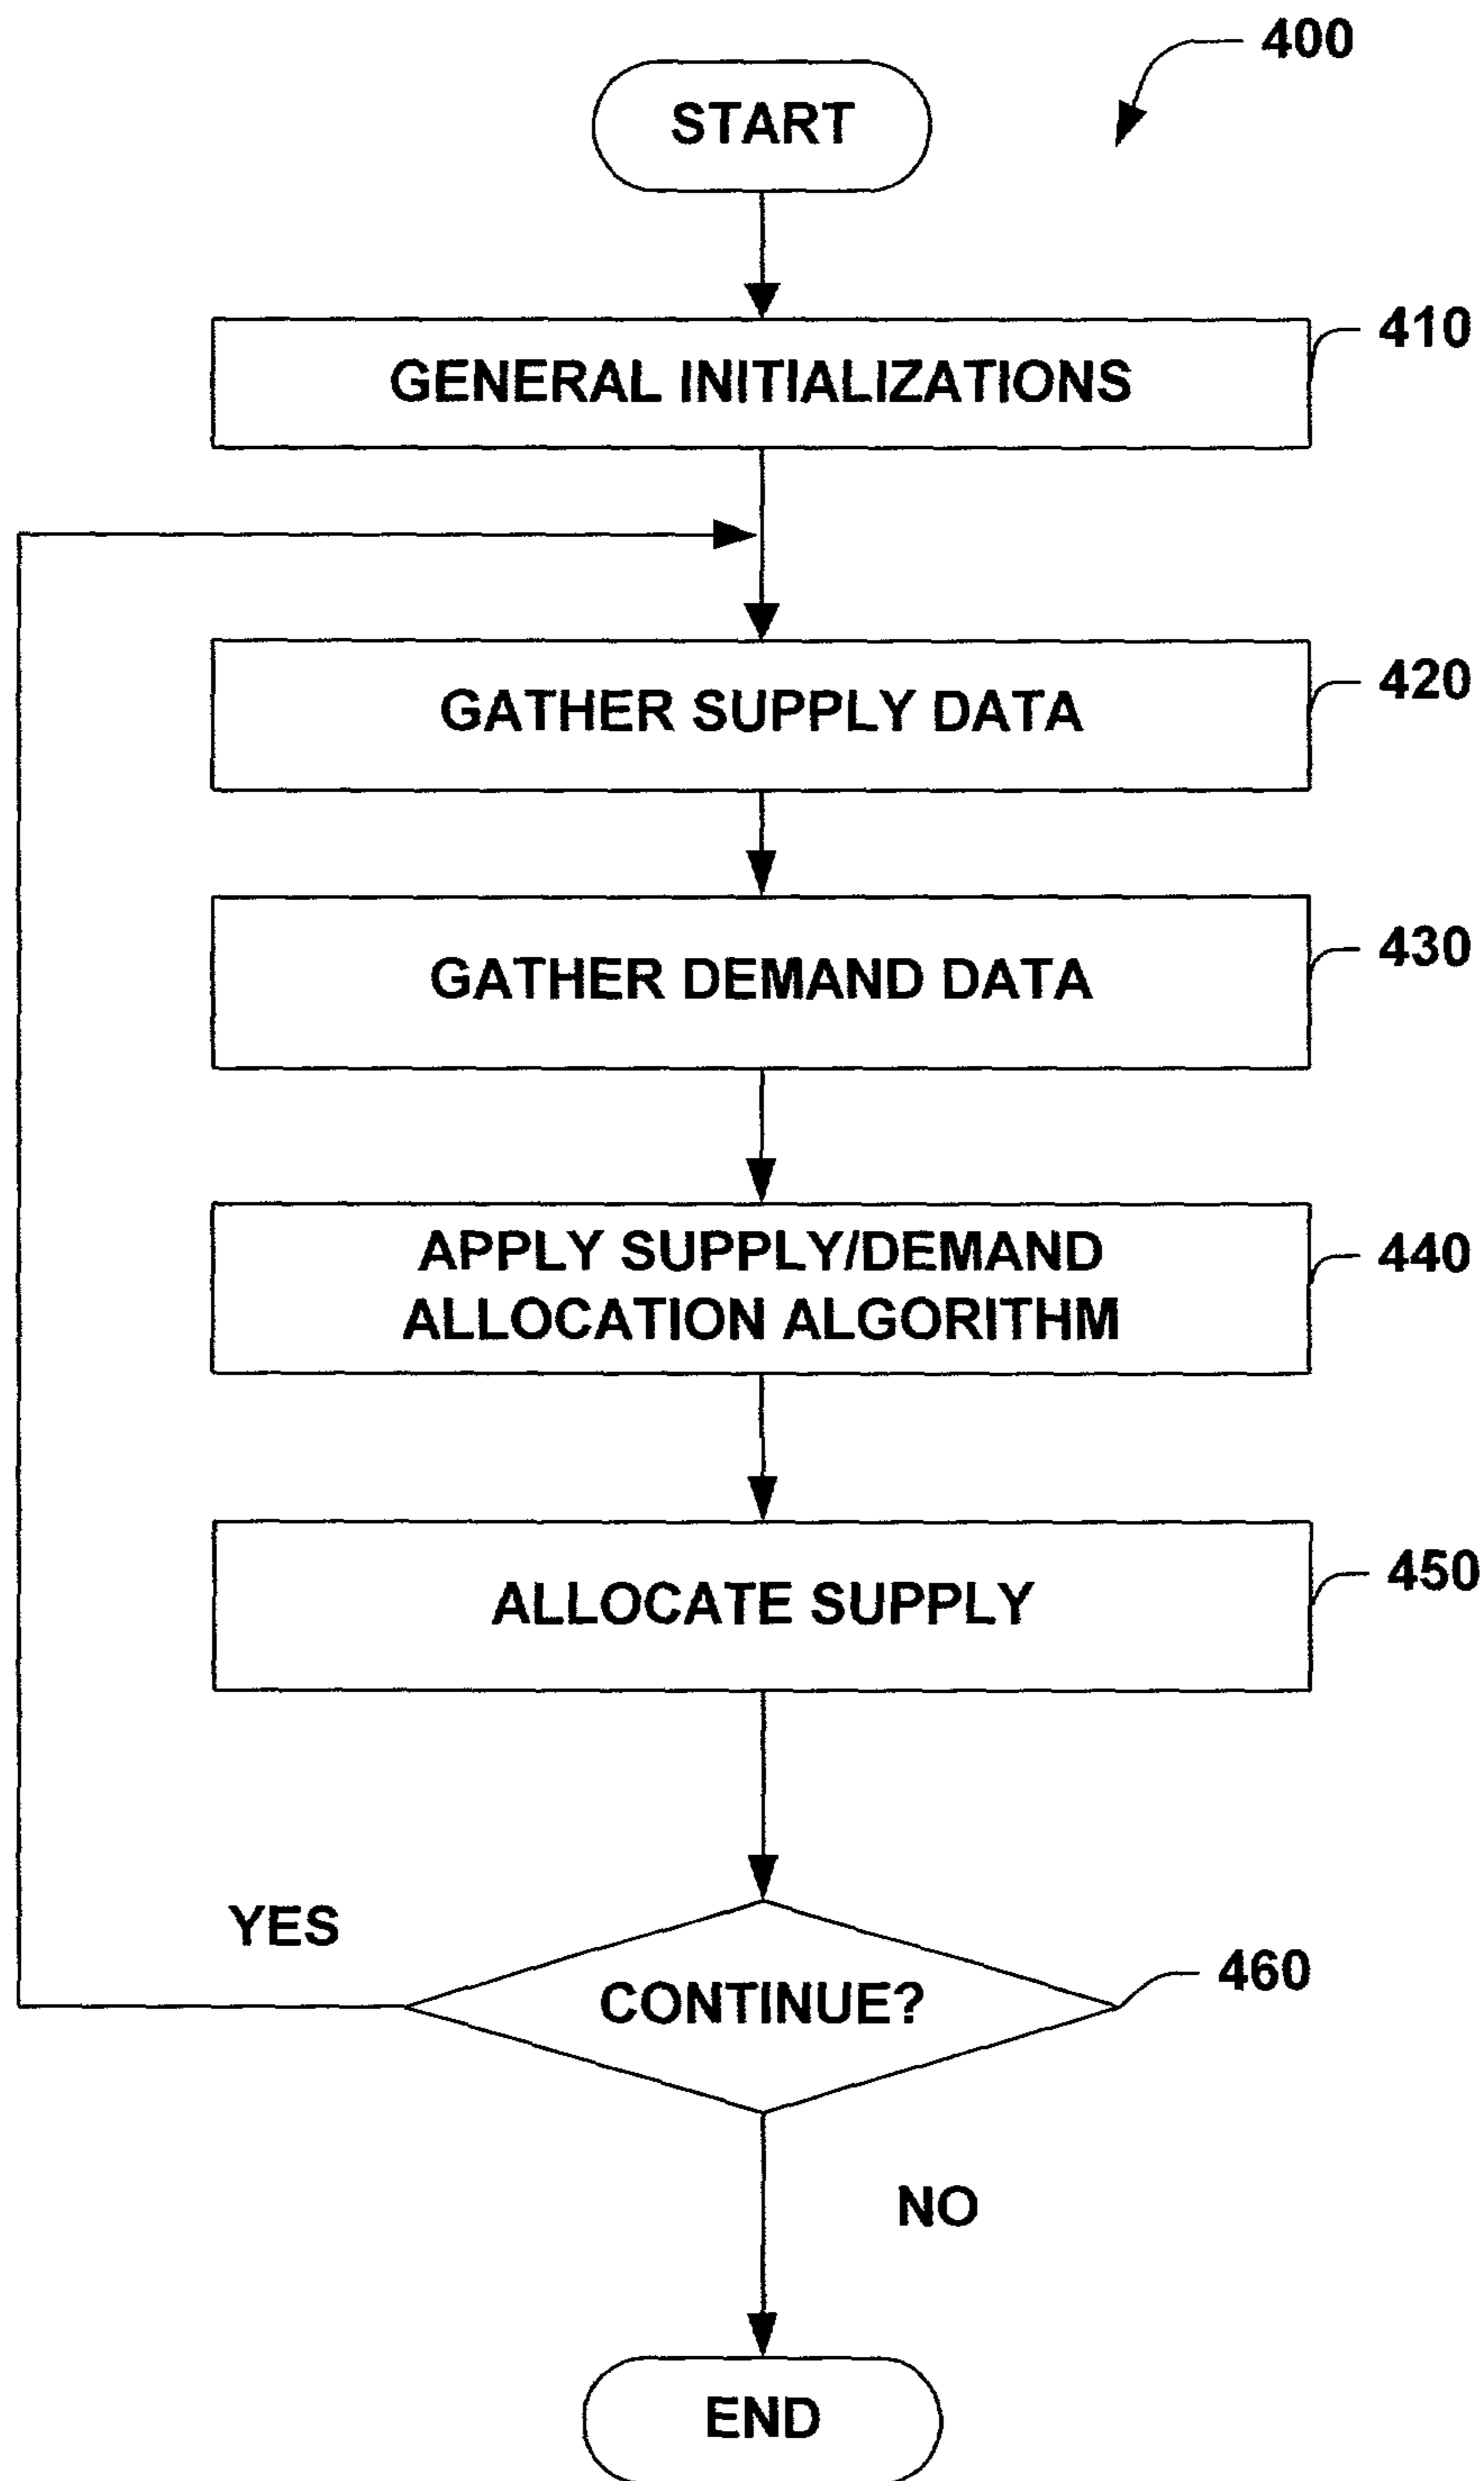 400
START
410
GENERAL INITIALIZATIONS
420
GATHER SUPPLY DATA
430
GATHER DEMAND DATA
440
APPLY SUPPLY/DEMAND
ALLOCATION ALGORITHM
450
ALLOCATE SUPPLY
YES
460
CONTINUE?
NO
END